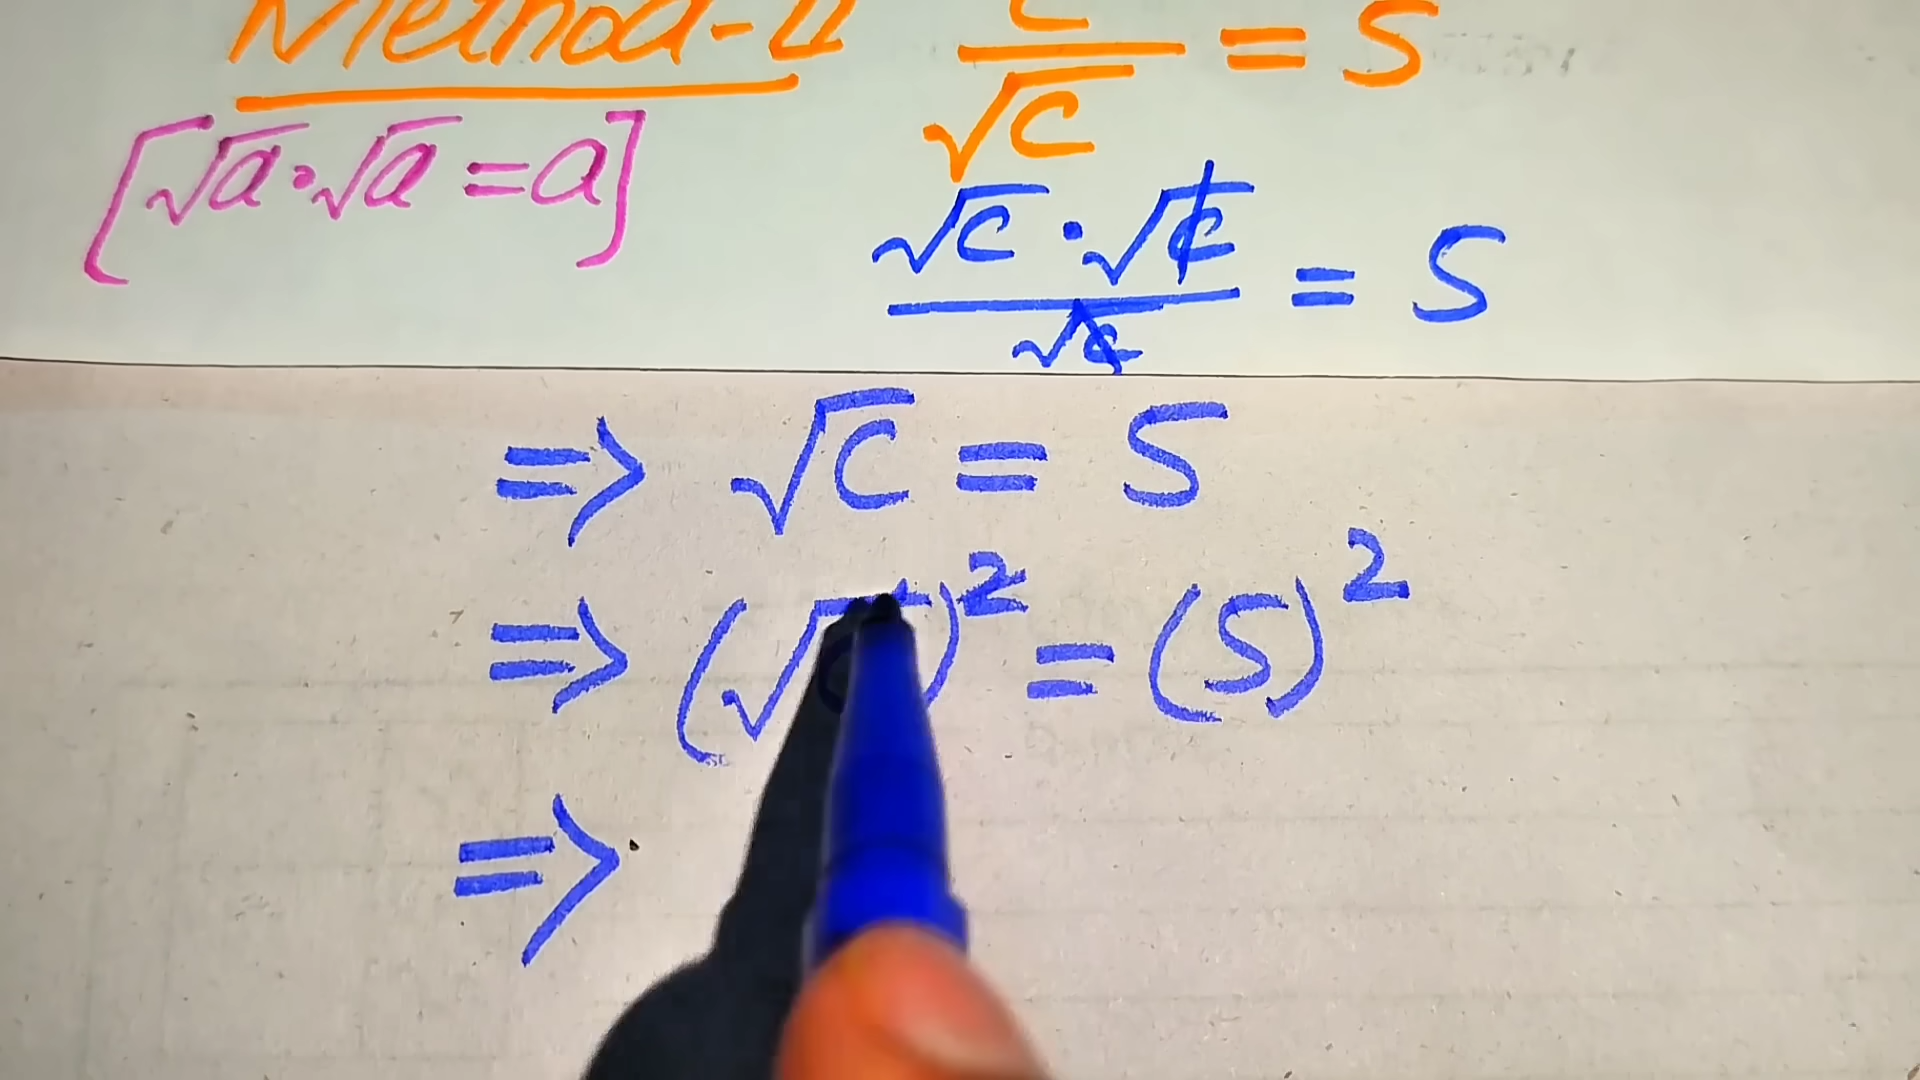 Method-II
C/√C = 5
[√a·√a = a]
√C·√C/√C = 5
=> √C = 5
=> (√C)² = (5)²
=>